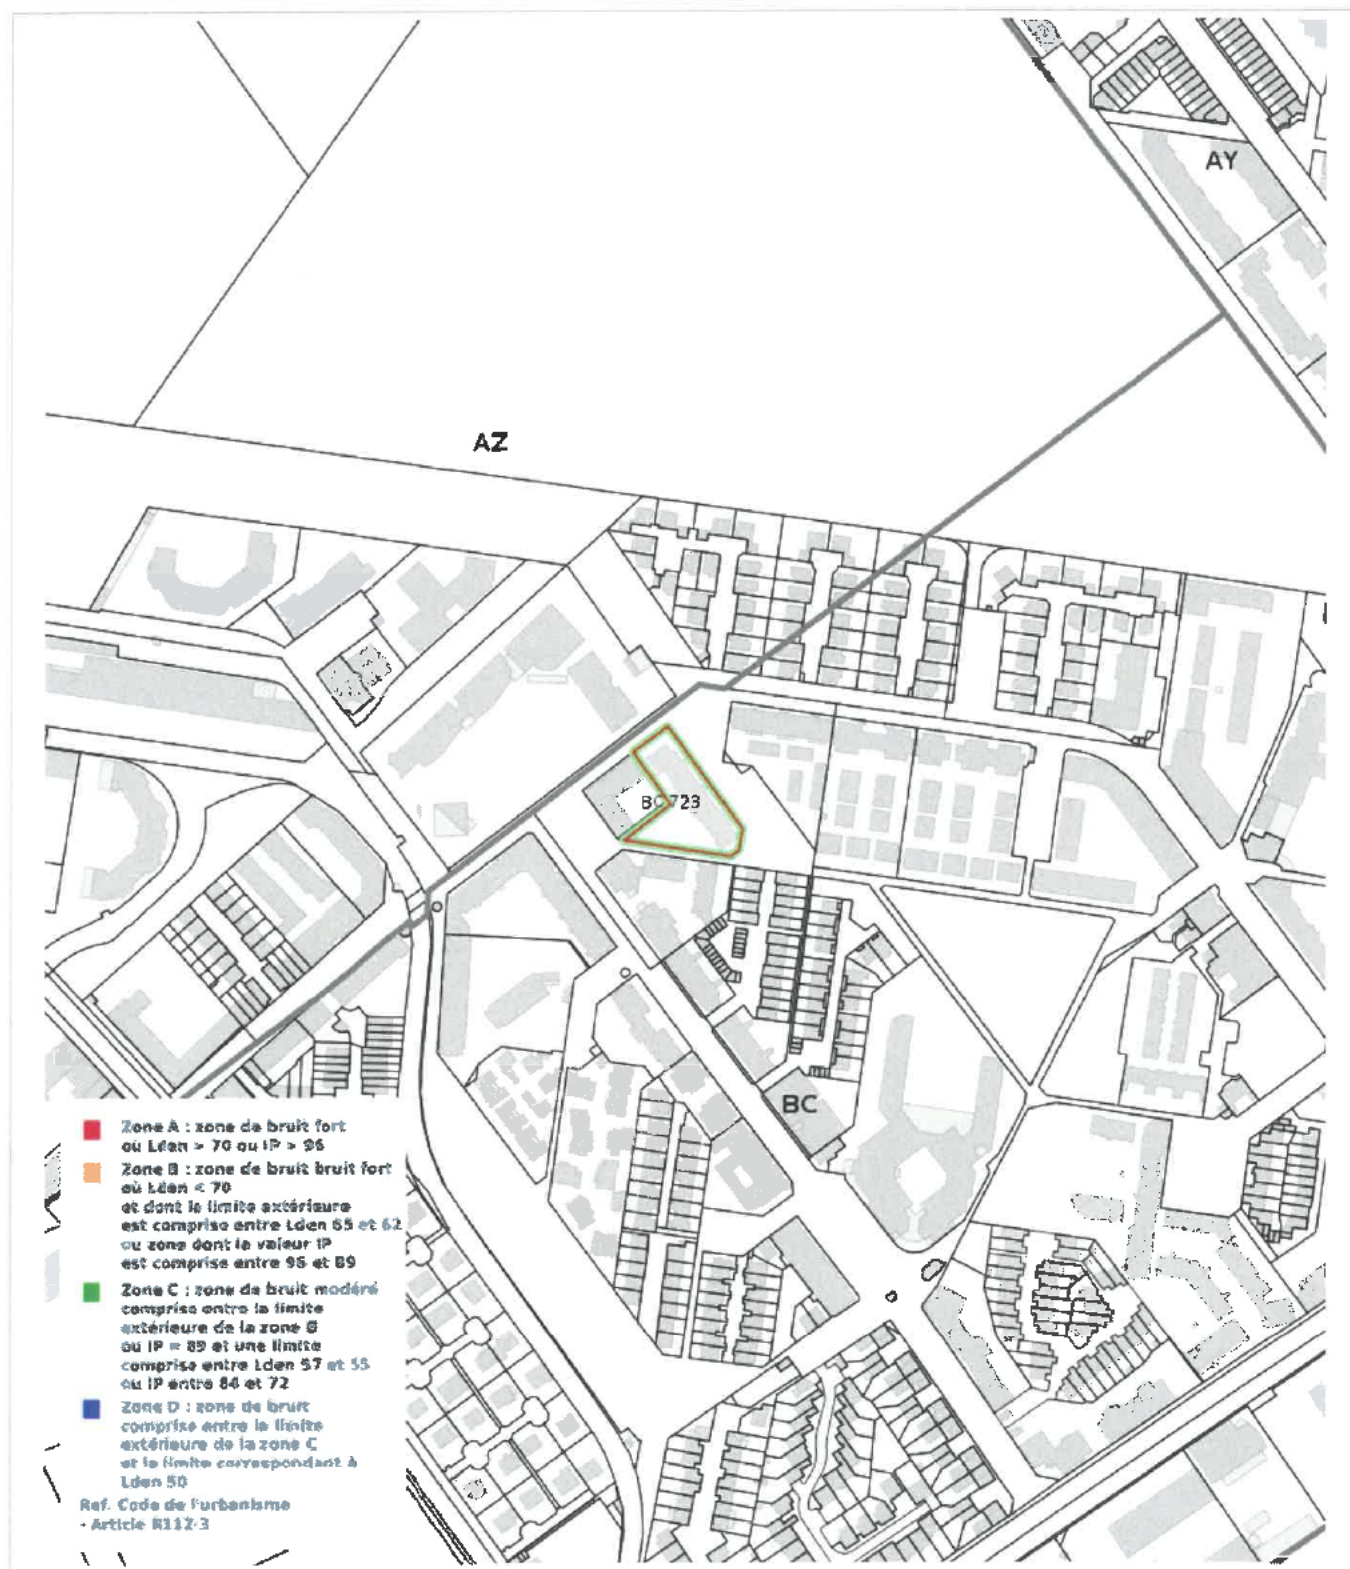 AY
AZ
BC 723
BC
Zone A : zone de bruit fort
où Lden > 70 ou IP > 96
Zone B : zone de bruit bruit fort
où Lden < 70
et dont la limite extérieure
est comprise entre Lden 65 et 62
ou zone dont la valeur IP
est comprise entre 96 et 89
Zone C : zone de bruit modéré
comprise entre la limite
extérieure de la zone B
ou IP = 89 et une limite
comprise entre Lden 57 et 55
ou IP entre 84 et 72
Zone D : zone de bruit
comprise entre la limite
extérieure de la zone C
et la limite correspondant à
Lden 50
Ref. Code de l'urbanisme
- Article R112-3